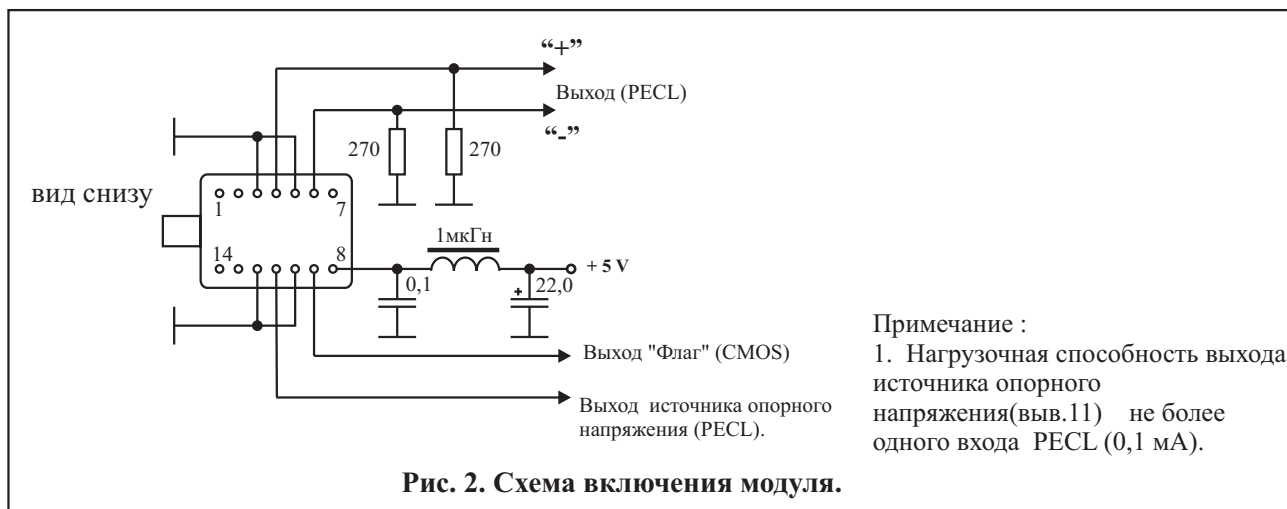 “+”
Выход (PECL)
“-”
270
270
вид снизу
1
7
14
8
1мкГн
+ 5 V
0,1
+
22,0
Выход "Флаг" (CMOS)
Выход источника опорного
напряжения (PECL).
Примечание :
1. Нагрузочная способность выхода
источника опорного
напряжения(выв.11) не более
одного входа PECL (0,1 мА).
Рис. 2. Схема включения модуля.